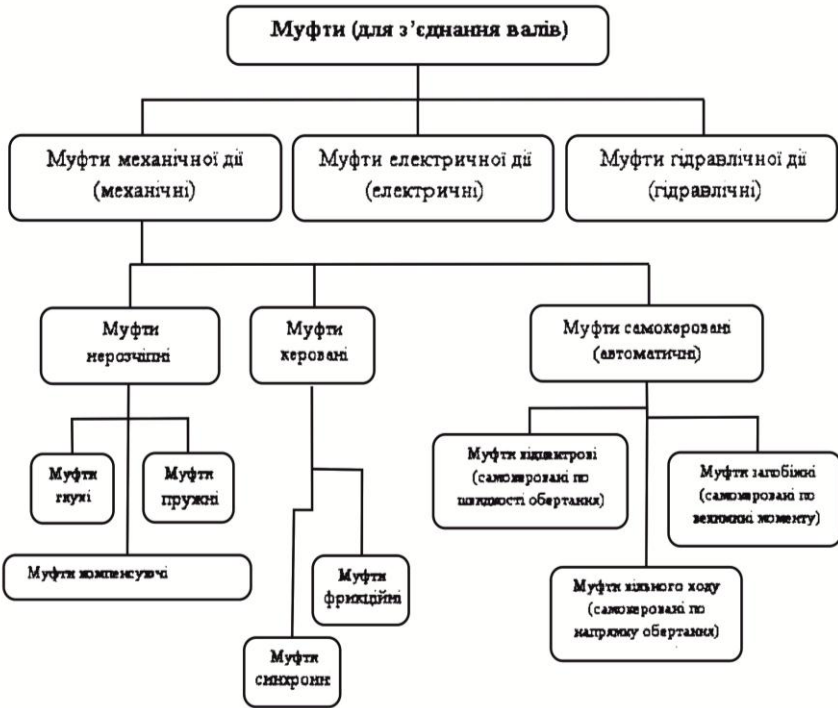 Муфти (для з’єднання валів)
Муфти механічної дії
(механічні)
Муфти електричної дії
(електричні)
Муфти гідравлічної дії
(гідравлічні)
Муфти
нерозчіпні
Муфти
керовані
Муфти самокеровані
(автоматичні)
Муфти
глухі
Муфти
пружні
Муфти компенсуючі
Муфти
фрикційні
Муфти
синхронн
Муфти відцентрові
(самокеровані по
швидкості обертання)
Муфти запобіжні
(самокеровані по
величині моменту)
Муфти вільного ходу
(самокеровані по
напрямку обертання)